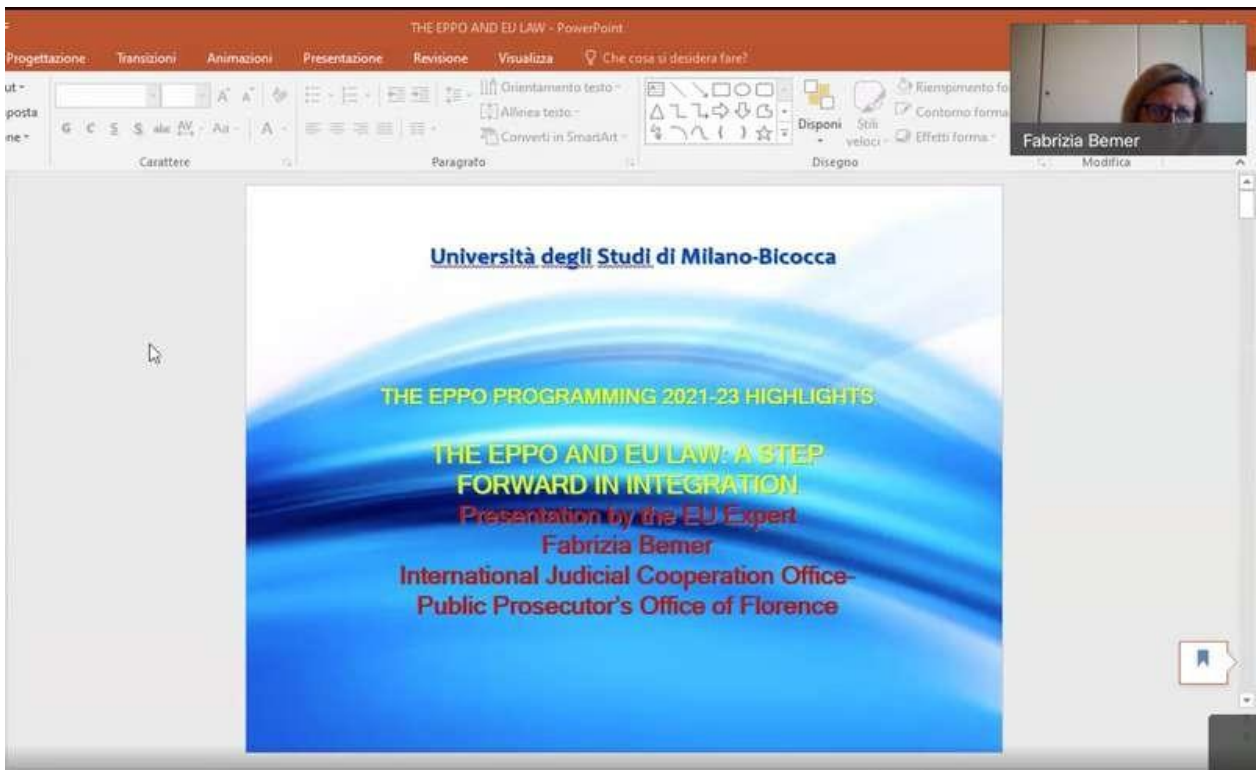 THE EPPO AND EU LAW - PowerPoint
Progettazione Transizioni Animazioni Presentazione Revisione Visualizza Che cosa si desidera fare?
Orientamento testo
Allinea testo
Converti in SmartArt
G C S S abc AV Aa A
Disponi
Stili
veloci
Riempimento fo
Contorno forma
Effetti forma
Carattere Paragrafo Disegno Modifica
Fabrizia Bemer
Università degli Studi di Milano-Bicocca
THE EPPO PROGRAMMING 2021-23 HIGHLIGHTS
THE EPPO AND EU LAW: A STEP
FORWARD IN INTEGRATION
Presentation by the EU Expert
Fabrizia Bemer
International Judicial Cooperation Office-
Public Prosecutor's Office of Florence